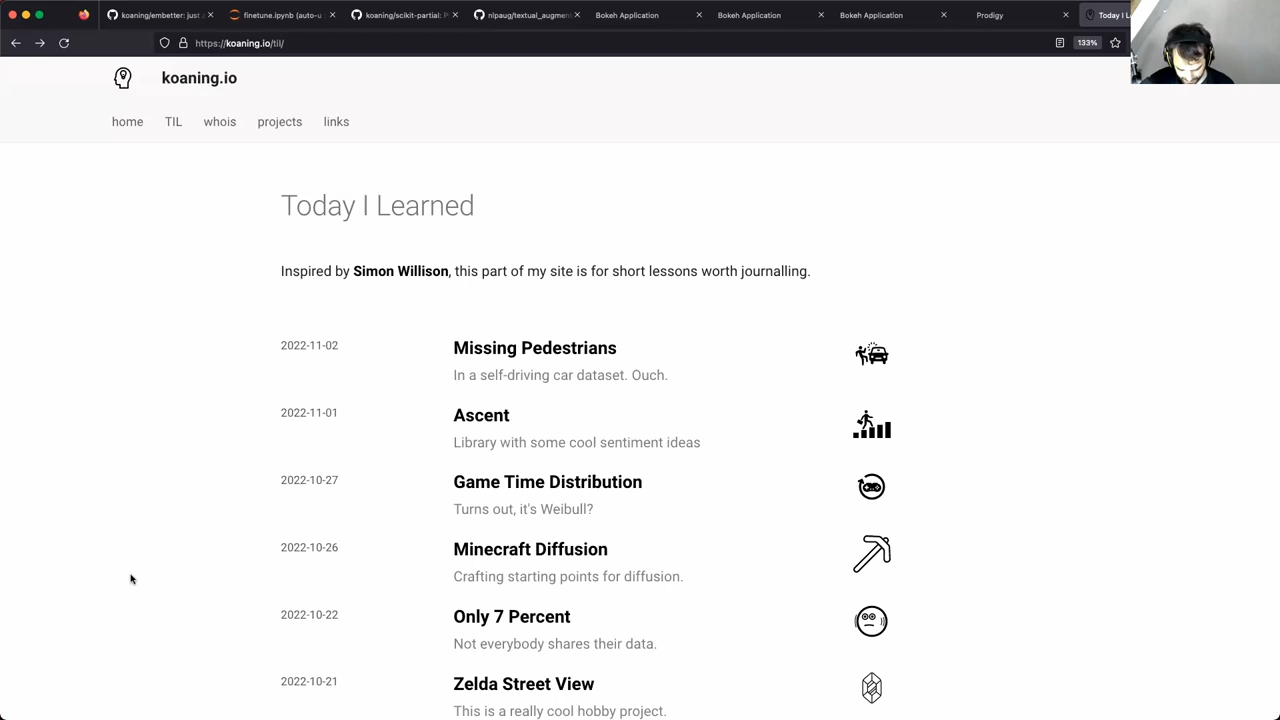 koaning/embetter: just a
finetune.ipynb (auto-u
koaning/scikit-partial: P
nlpaug/textual_augmen
Bokeh Application
Bokeh Application
Bokeh Application
Prodigy
Today I L
https://koaning.io/til/
133%
koaning.io
home TIL whois projects links
Today I Learned
Inspired by Simon Willison, this part of my site is for short lessons worth journalling.
2022-11-02 Missing Pedestrians
In a self-driving car dataset. Ouch.
2022-11-01 Ascent
Library with some cool sentiment ideas
2022-10-27 Game Time Distribution
Turns out, it's Weibull?
2022-10-26 Minecraft Diffusion
Crafting starting points for diffusion.
2022-10-22 Only 7 Percent
Not everybody shares their data.
2022-10-21 Zelda Street View
This is a really cool hobby project.